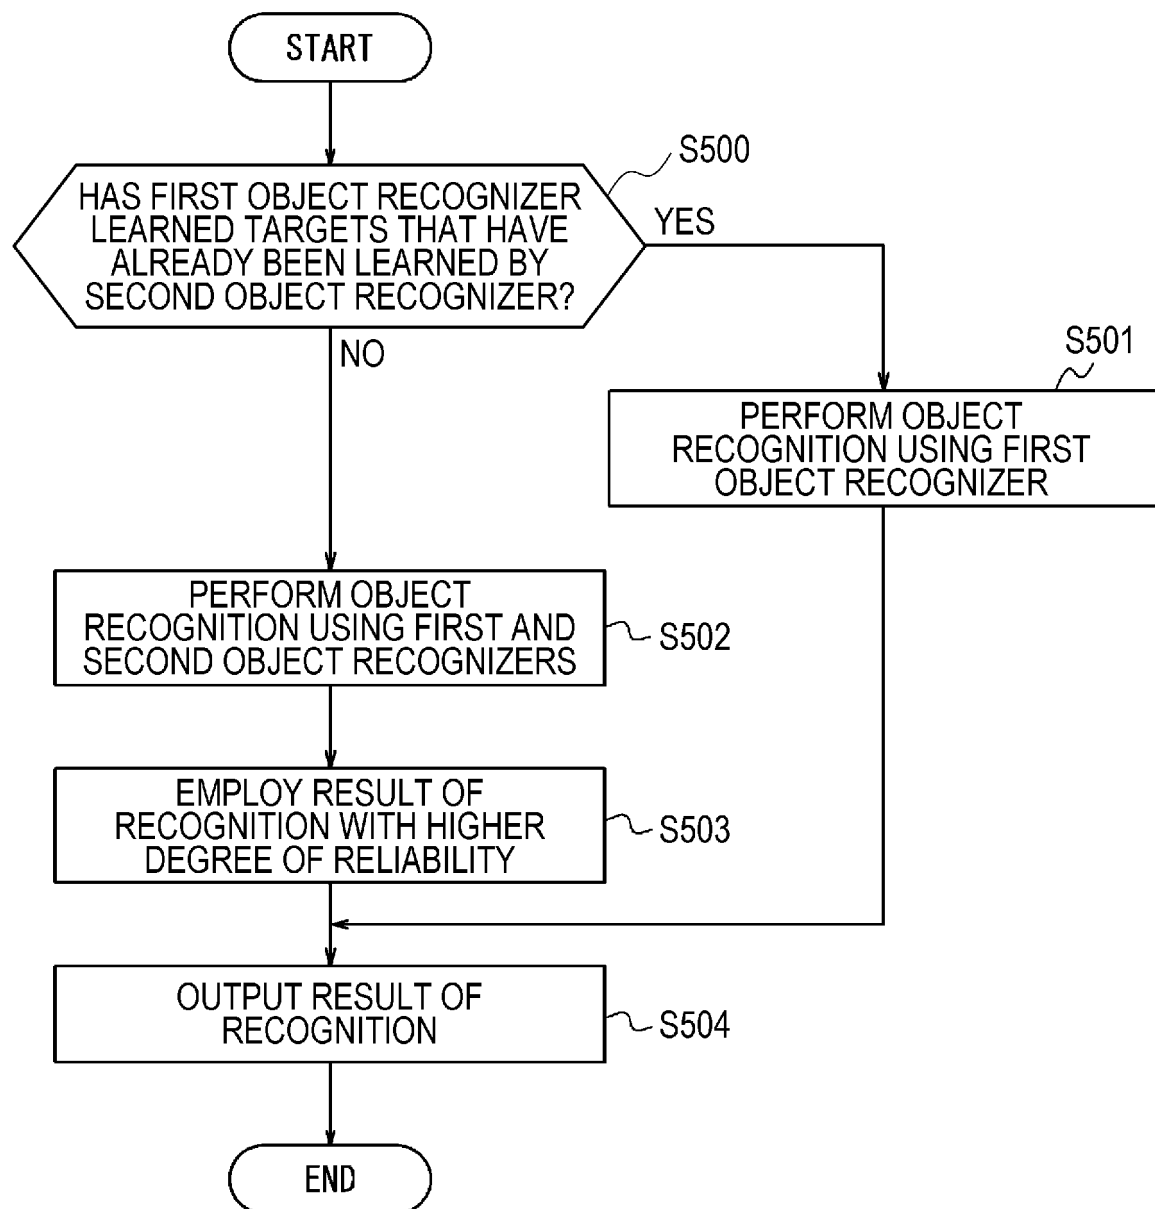 START
S500
HAS FIRST OBJECT RECOGNIZER
LEARNED TARGETS THAT HAVE
ALREADY BEEN LEARNED BY
SECOND OBJECT RECOGNIZER?
YES
NO
S501
PERFORM OBJECT
RECOGNITION USING FIRST
OBJECT RECOGNIZER
PERFORM OBJECT
RECOGNITION USING FIRST AND
SECOND OBJECT RECOGNIZERS
S502
EMPLOY RESULT OF
RECOGNITION WITH HIGHER
DEGREE OF RELIABILITY
S503
OUTPUT RESULT OF
RECOGNITION
S504
END